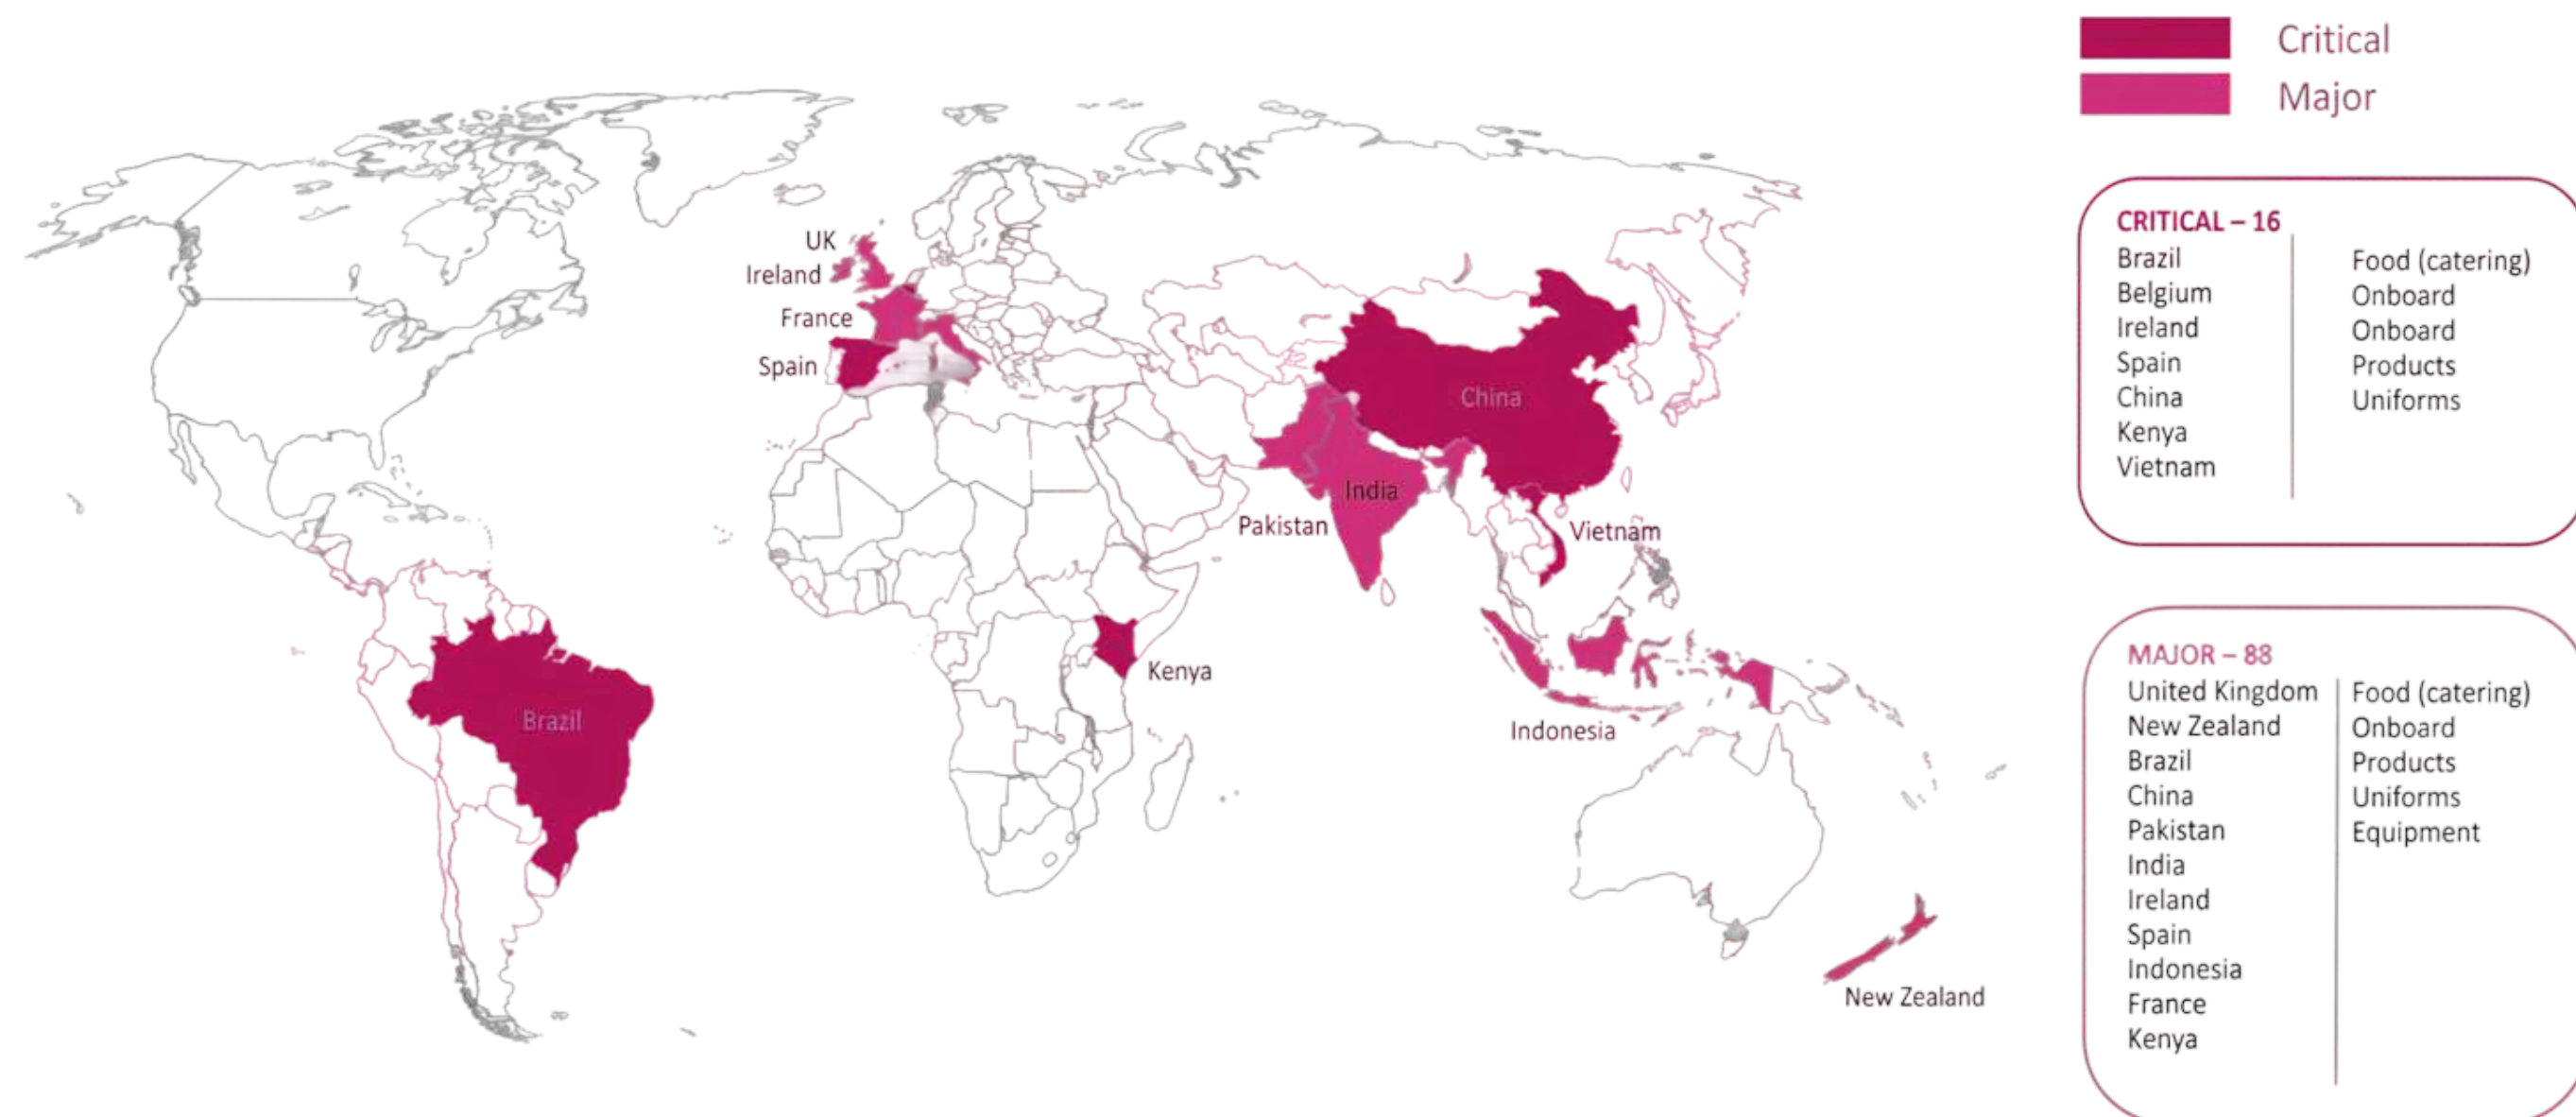 Critical
Major
UK
Ireland
France
Spain
China
India
Pakistan
Vietnam
Kenya
Brazil
Indonesia
New Zealand
CRITICAL – 16
Brazil
Belgium
Ireland
Spain
China
Kenya
Vietnam
Food (catering)
Onboard
Onboard
Products
Uniforms
MAJOR – 88
United Kingdom
New Zealand
Brazil
China
Pakistan
India
Ireland
Spain
Indonesia
France
Kenya
Food (catering)
Onboard
Products
Uniforms
Equipment